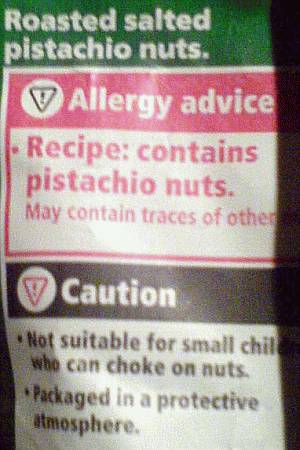 Roasted salted
pistachio nuts.
Allergy advice
• Recipe: contains
pistachio nuts.
May contain traces of other
Caution
• Not suitable for small
who can choke on nuts.
• Packaged in a protective
atmosphere.